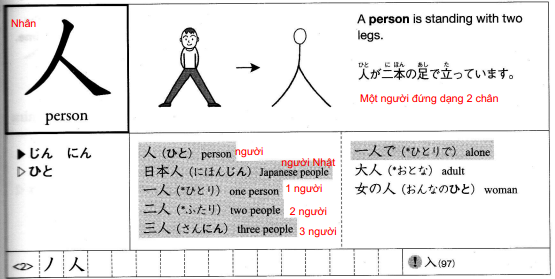 Nhân
人
person
A person is standing with two legs.
ひと に ほん あし た
人が二本の足で立っています。
Một người đứng dạng 2 chân
▶じん にん
▷ひと
人（ひと） person người
người Nhật
日本人（にほんじん） Japanese people
一人（*ひとり） one person 1 người
二人（*ふたり） two people 2 người
三人（さんにん） three people 3 người
一人で（*ひとりで） alone
大人（*おとな） adult
女の人（おんなのひと） woman
<2> ノ 人
! 入(97)